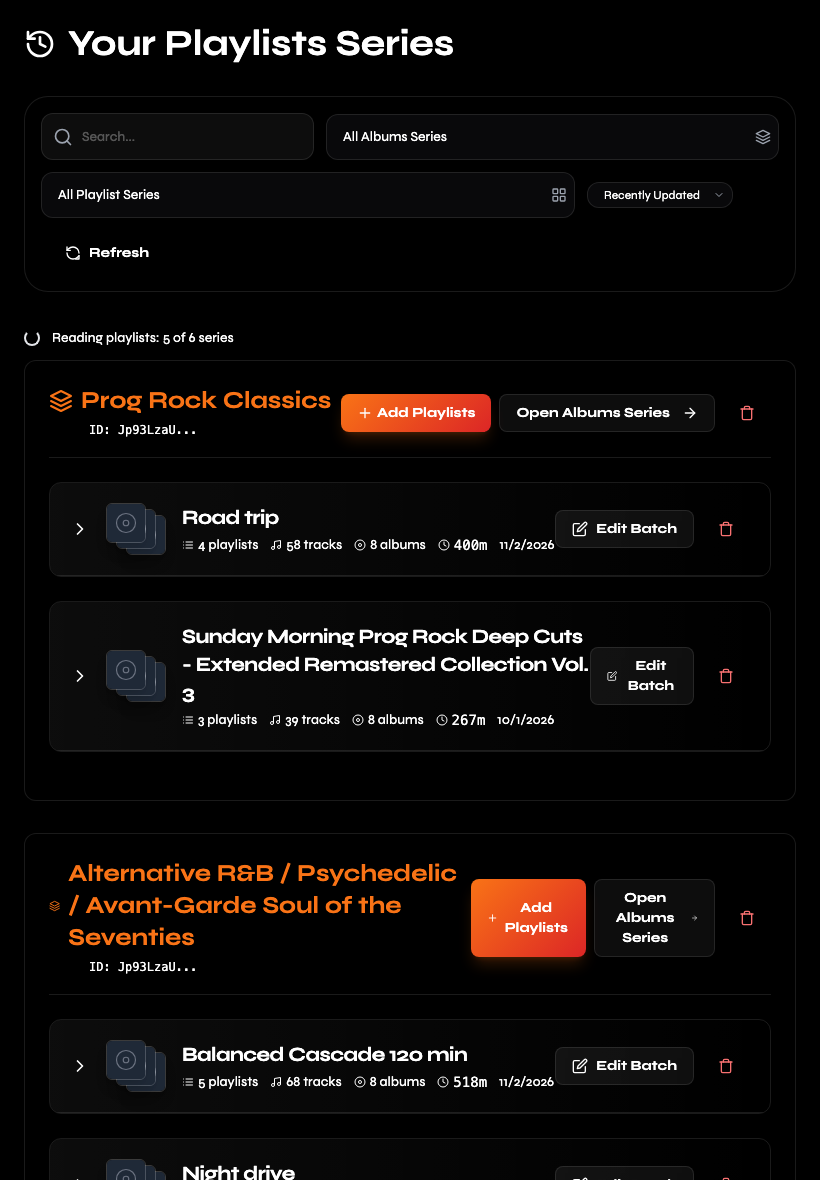 Your Playlists Series
Search...
All Albums Series
All Playlist Series
Recently Updated
Refresh
Reading playlists: 5 of 6 series
Prog Rock Classics
ID: Jp93LzaU...
Add Playlists
Open Albums Series
Road trip
4 playlists 58 tracks 8 albums 400m 11/2/2026
Edit Batch
Sunday Morning Prog Rock Deep Cuts
- Extended Remastered Collection Vol.
3
3 playlists 39 tracks 8 albums 267m 10/1/2026
Edit
Batch
Alternative R&B / Psychedelic
/ Avant-Garde Soul of the
Seventies
ID: Jp93LzaU...
Add
Playlists
Open
Albums
Series
Balanced Cascade 120 min
5 playlists 68 tracks 8 albums 518m 11/2/2026
Edit Batch
Night drive